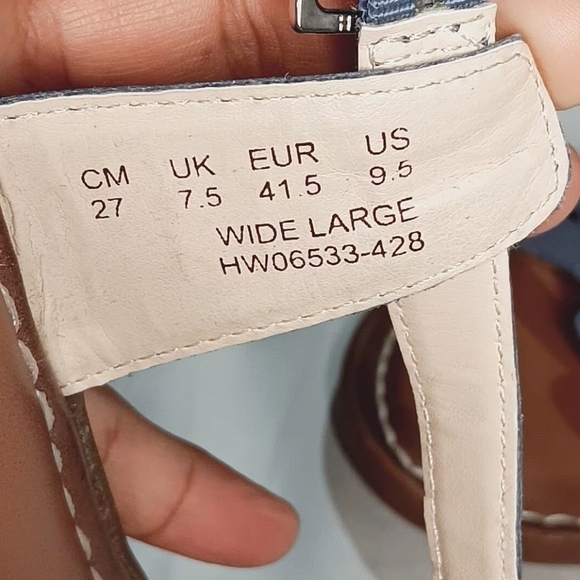 CM UK EUR US
27 7.5 41.5 9.5
WIDE LARGE
HW06533-428